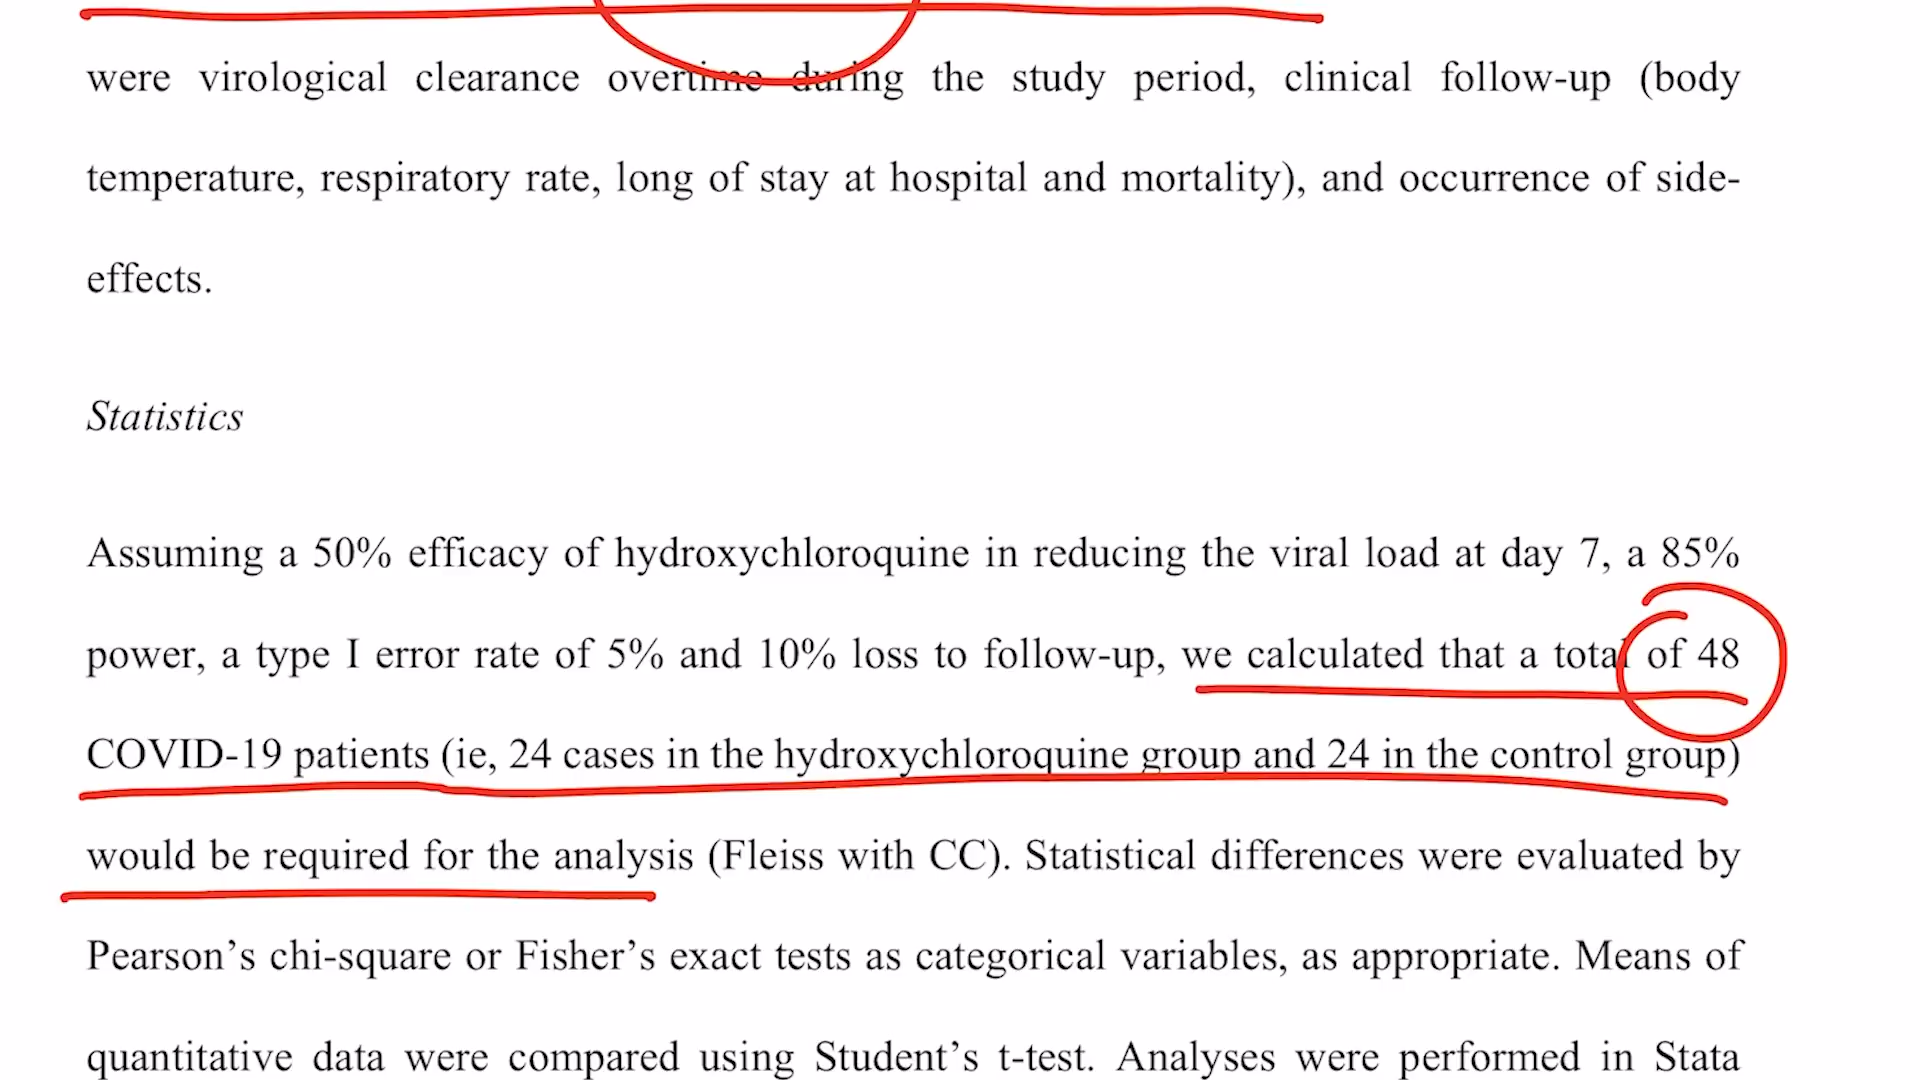 were virological clearance overtime during the study period, clinical follow-up (body
temperature, respiratory rate, long of stay at hospital and mortality), and occurrence of side-
effects.
Statistics
Assuming a 50% efficacy of hydroxychloroquine in reducing the viral load at day 7, a 85%
power, a type I error rate of 5% and 10% loss to follow-up, we calculated that a total of 48
COVID-19 patients (ie, 24 cases in the hydroxychloroquine group and 24 in the control group)
would be required for the analysis (Fleiss with CC). Statistical differences were evaluated by
Pearson’s chi-square or Fisher’s exact tests as categorical variables, as appropriate. Means of
quantitative data were compared using Student’s t-test. Analyses were performed in Stata